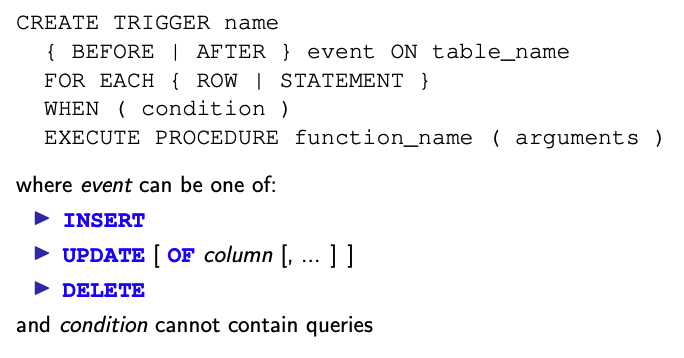 CREATE TRIGGER name
{ BEFORE | AFTER } event ON table_name
FOR EACH { ROW | STATEMENT }
WHEN ( condition )
EXECUTE PROCEDURE function_name ( arguments )
where event can be one of:
▶ INSERT
▶ UPDATE [ OF column [, ... ] ]
▶ DELETE
and condition cannot contain queries